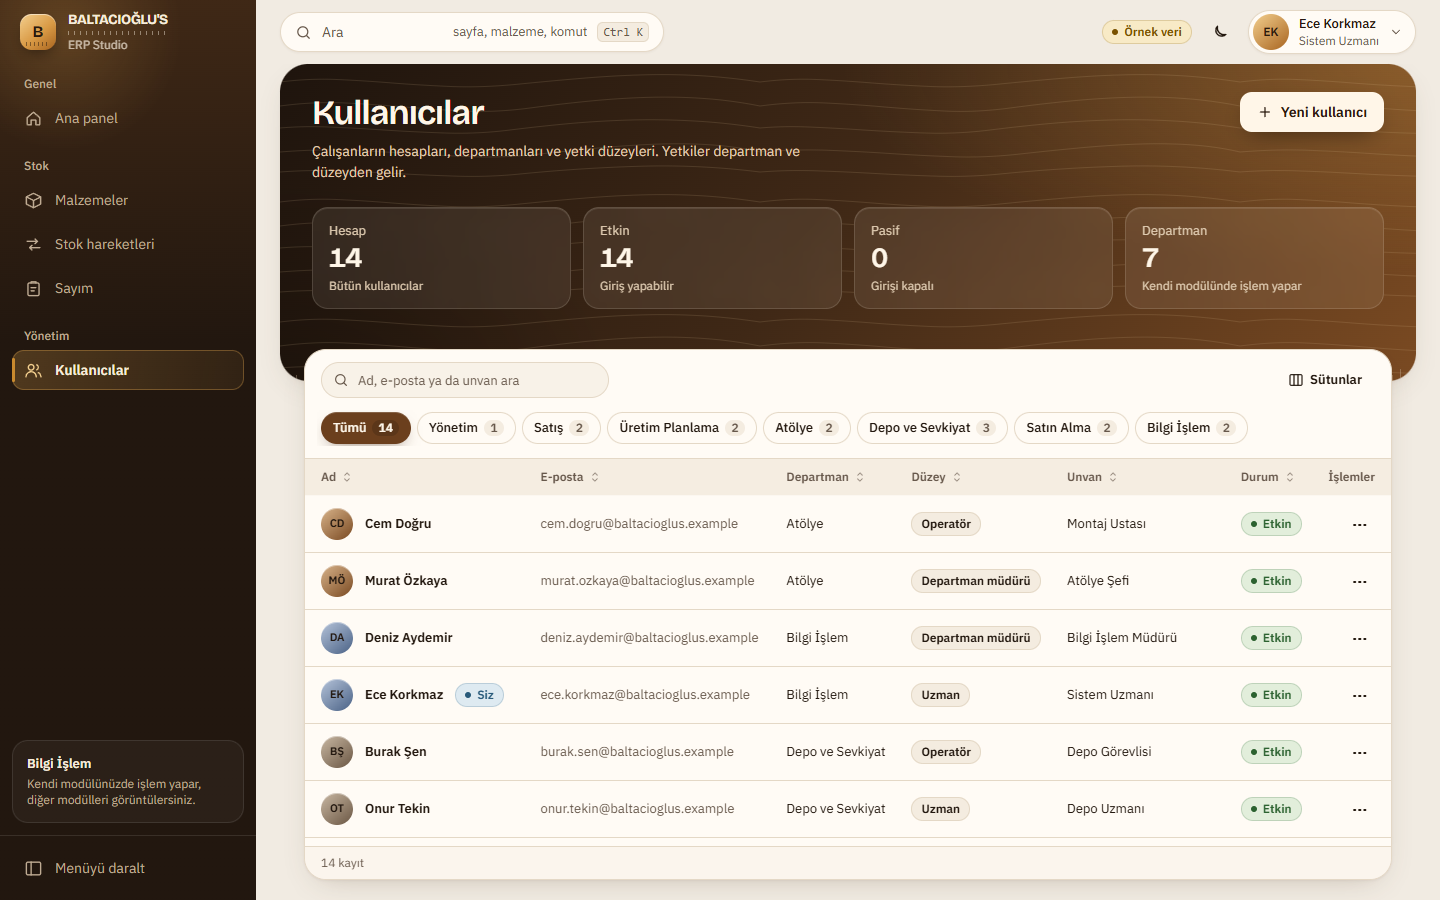 B
BALTACIOĞLU'S
ERP Studio
Genel
Ana panel
Stok
Malzemeler
Stok hareketleri
Sayım
Yönetim
Kullanıcılar
Bilgi İşlem
Kendi modülünüzde işlem yapar,
diğer modülleri görüntülersiniz.
Menüyü daralt
Ara
sayfa, malzeme, komut
Ctrl K
Örnek veri
EK
Ece Korkmaz
Sistem Uzmanı
Kullanıcılar
Çalışanların hesapları, departmanları ve yetki düzeyleri. Yetkiler departman ve
düzeyden gelir.
Yeni kullanıcı
Hesap
14
Bütün kullanıcılar
Etkin
14
Giriş yapabilir
Pasif
0
Girişi kapalı
Departman
7
Kendi modülünde işlem yapar
Ad, e-posta ya da unvan ara
Sütunlar
Tümü 14
Yönetim 1
Satış 2
Üretim Planlama 2
Atölye 2
Depo ve Sevkiyat 3
Satın Alma 2
Bilgi İşlem 2
Ad E-posta Departman Düzey Unvan Durum İşlemler
CD Cem Doğru cem.dogru@baltacioglus.example Atölye Operatör Montaj Ustası Etkin
MÖ Murat Özkaya murat.ozkaya@baltacioglus.example Atölye Departman müdürü Atölye Şefi Etkin
DA Deniz Aydemir deniz.aydemir@baltacioglus.example Bilgi İşlem Departman müdürü Bilgi İşlem Müdürü Etkin
EK Ece Korkmaz Siz ece.korkmaz@baltacioglus.example Bilgi İşlem Uzman Sistem Uzmanı Etkin
BŞ Burak Şen burak.sen@baltacioglus.example Depo ve Sevkiyat Operatör Depo Görevlisi Etkin
OT Onur Tekin onur.tekin@baltacioglus.example Depo ve Sevkiyat Uzman Depo Uzmanı Etkin
14 kayıt